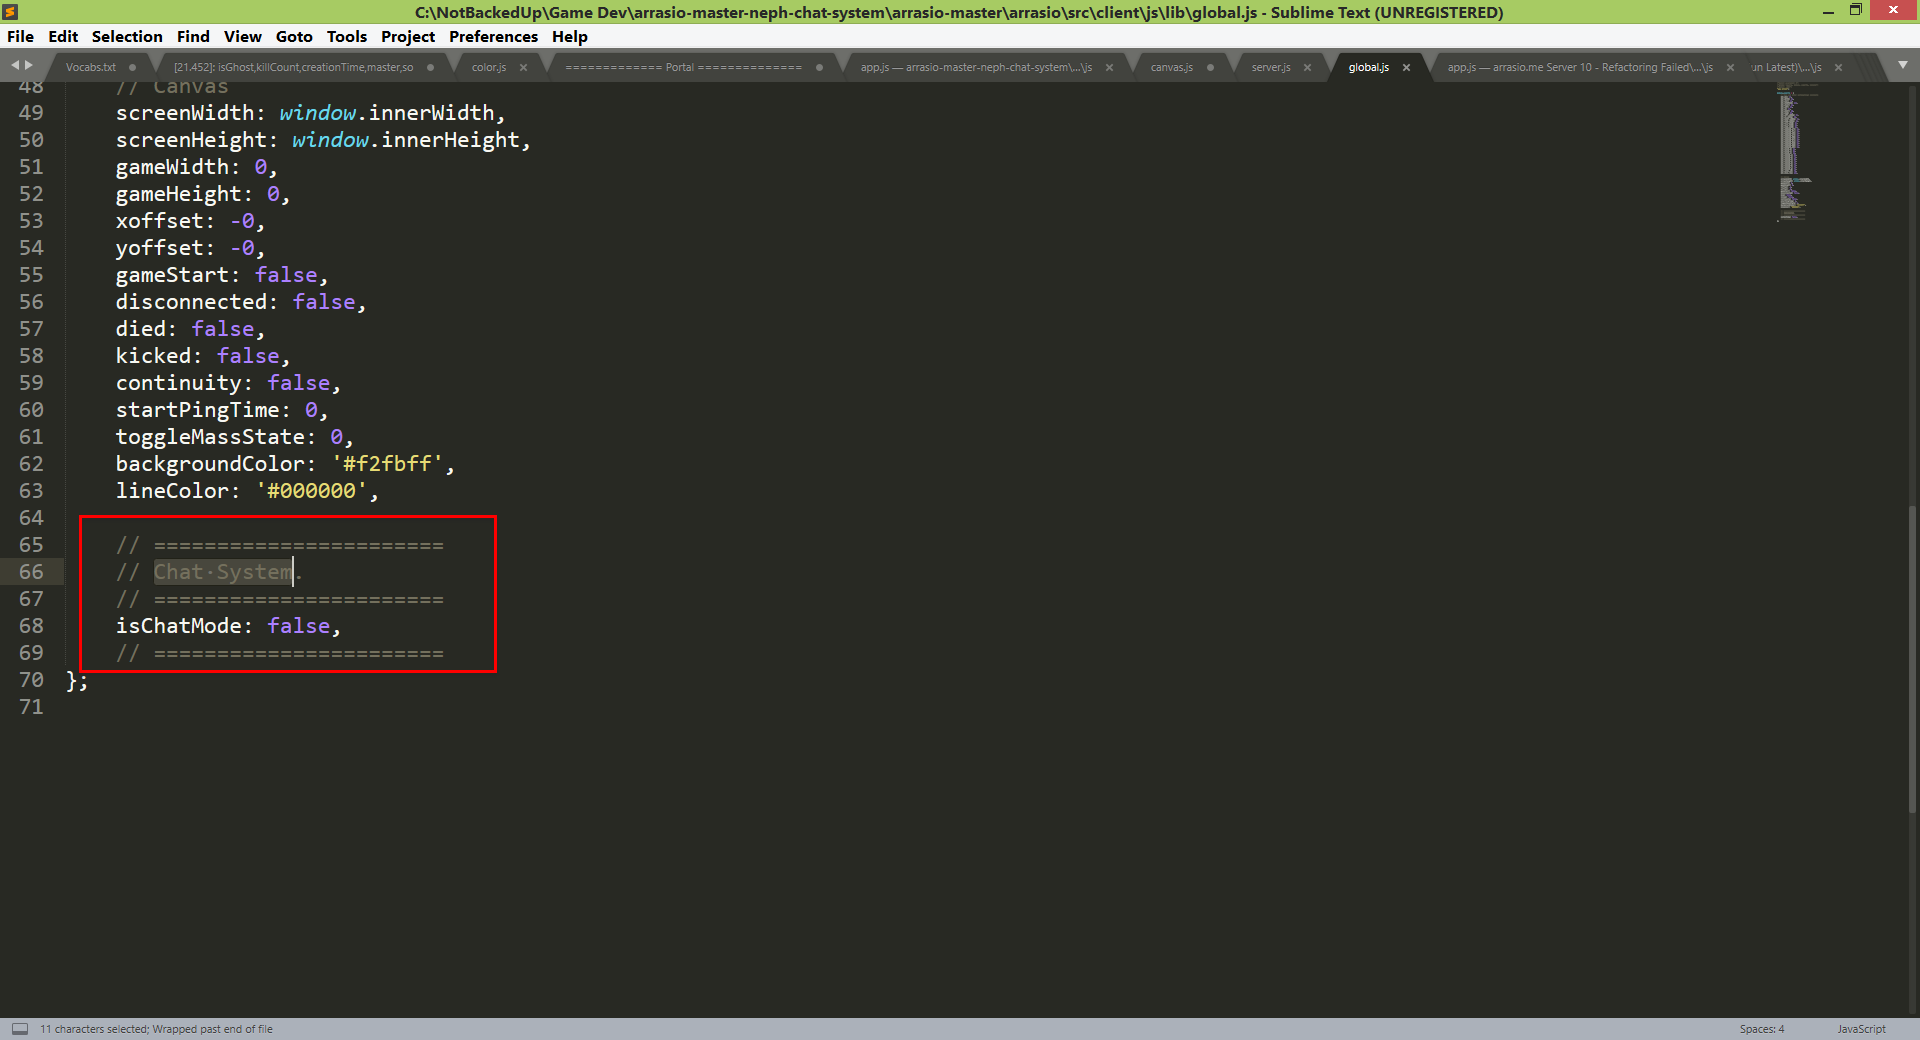 C:\NotBackedUp\Game Dev\arrasio-master-neph-chat-system\arrasio-master\arrasio\src\client\js\lib\global.js - Sublime Text (UNREGISTERED)
File Edit Selection Find View Goto Tools Project Preferences Help
Vocabs.txt [21.452]: isGhost,killCount,creationTime,master,so color.js ============= Portal ============== app.js — arrasio-master-neph-chat-system\...\js canvas.js server.js global.js app.js — arrasio.me Server 10 - Refactoring Failed\...\js un Latest)\...\js
48 // Canvas
49 screenWidth: window.innerWidth,
50 screenHeight: window.innerHeight,
51 gameWidth: 0,
52 gameHeight: 0,
53 xoffset: -0,
54 yoffset: -0,
55 gameStart: false,
56 disconnected: false,
57 died: false,
58 kicked: false,
59 continuity: false,
60 startPingTime: 0,
61 toggleMassState: 0,
62 backgroundColor: '#f2fbff',
63 lineColor: '#000000',
64
65 // =======================
66 // Chat·System.
67 // =======================
68 isChatMode: false,
69 // =======================
70 };
71
11 characters selected; Wrapped past end of file Spaces: 4 JavaScript